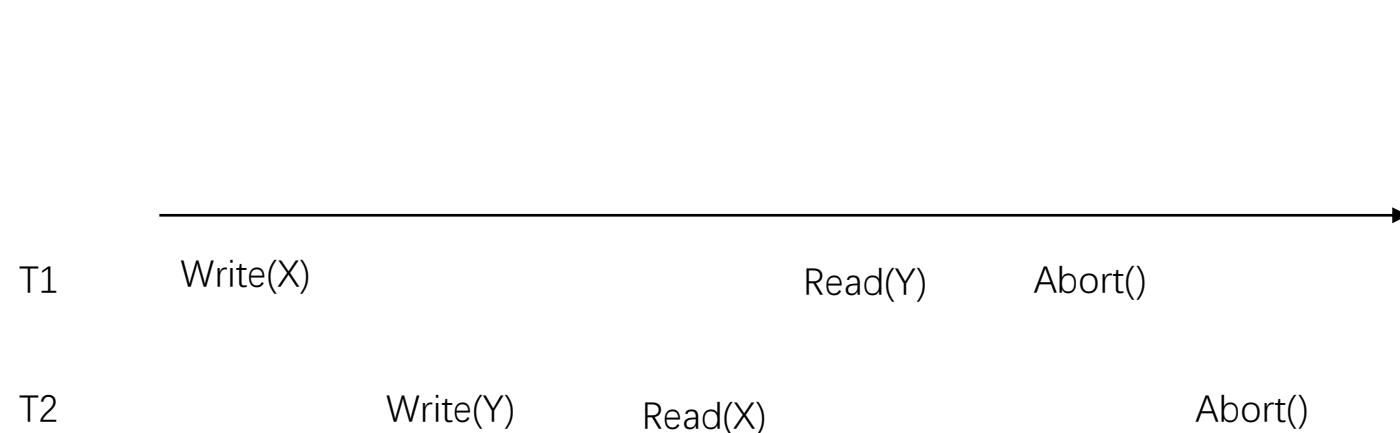 T1 Write(X) Read(Y) Abort()
T2 Write(Y) Read(X) Abort()